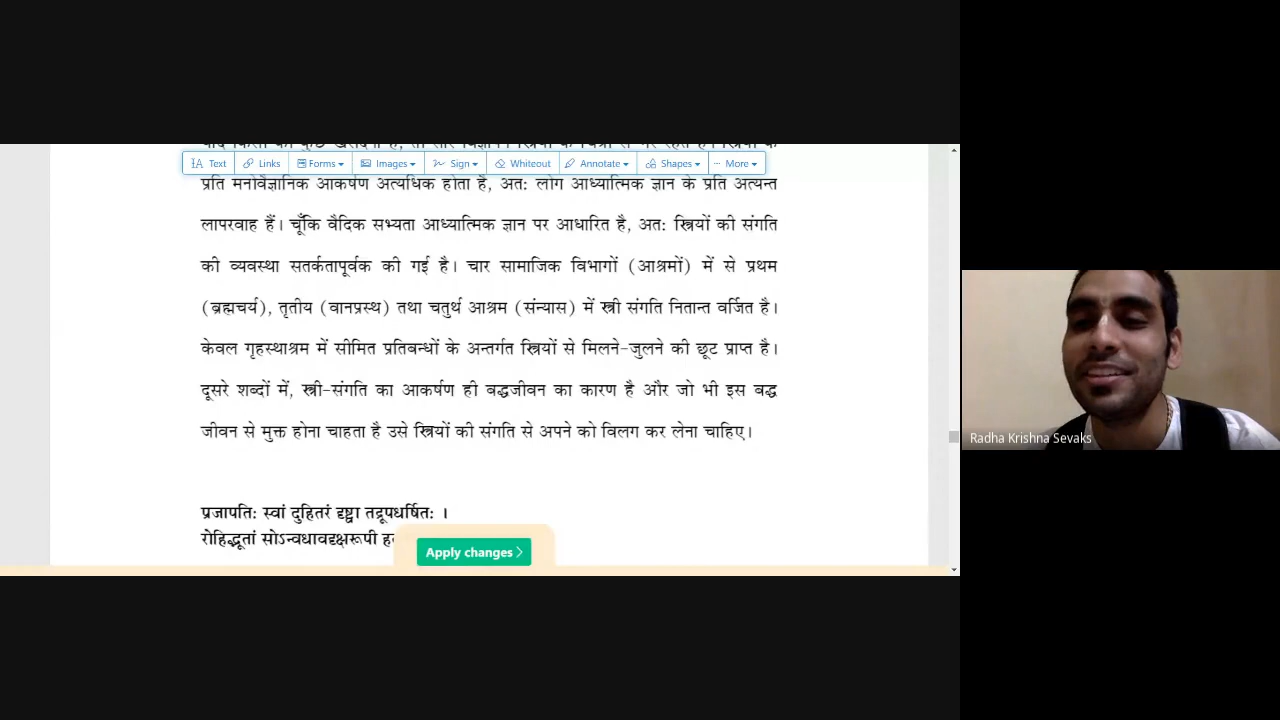 Text Links Forms Images Sign Whiteout Annotate Shapes More
प्रति मनोवैज्ञानिक आकर्षण अत्यधिक होता है, अत: लोग आध्यात्मिक ज्ञान के प्रति अत्यन्त
लापरवाह हैं। चूँकि वैदिक सभ्यता आध्यात्मिक ज्ञान पर आधारित है, अत: स्त्रियों की संगति
की व्यवस्था सतर्कतापूर्वक की गई है। चार सामाजिक विभागों (आश्रमों) में से प्रथम
(ब्रह्मचर्य), तृतीय (वानप्रस्थ) तथा चतुर्थ आश्रम (संन्यास) में स्त्री संगति नितान्त वर्जित है।
केवल गृहस्थाश्रम में सीमित प्रतिबन्धों के अन्तर्गत स्त्रियों से मिलने-जुलने की छूट प्राप्त है।
दूसरे शब्दों में, स्त्री-संगति का आकर्षण ही बद्धजीवन का कारण है और जो भी इस बद्ध
जीवन से मुक्त होना चाहता है उसे स्त्रियों की संगति से अपने को विलग कर लेना चाहिए।
प्रजापति: स्वां दुहितरं दृष्ट्वा तद्रूपधर्षित: ।
रोहिद्भूतां सोऽन्वधावदृक्षरूपी
Apply changes
Radha Krishna Sevaks